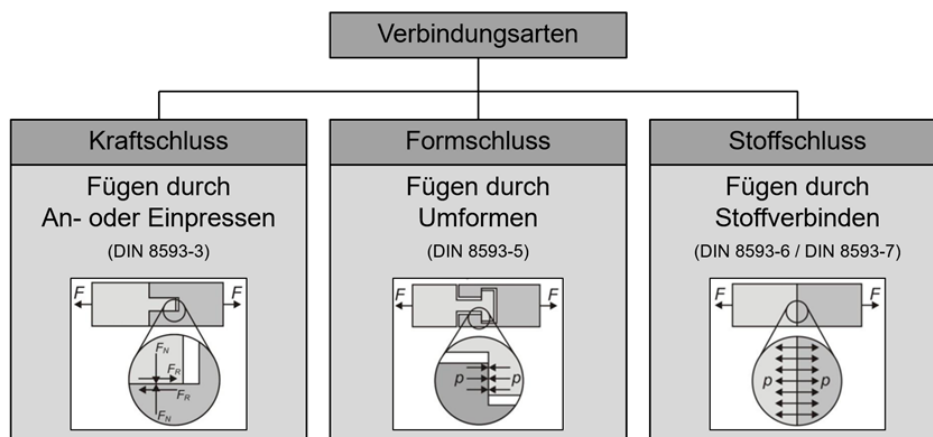 Verbindungsarten
Kraftschluss
Fügen durch
An- oder Einpressen
(DIN 8593-3)
F
F
F_N
F_R
F_R
F_N
Formschluss
Fügen durch
Umformen
(DIN 8593-5)
F
F
p
p
Stoffschluss
Fügen durch
Stoffverbinden
(DIN 8593-6 / DIN 8593-7)
F
F
p
p